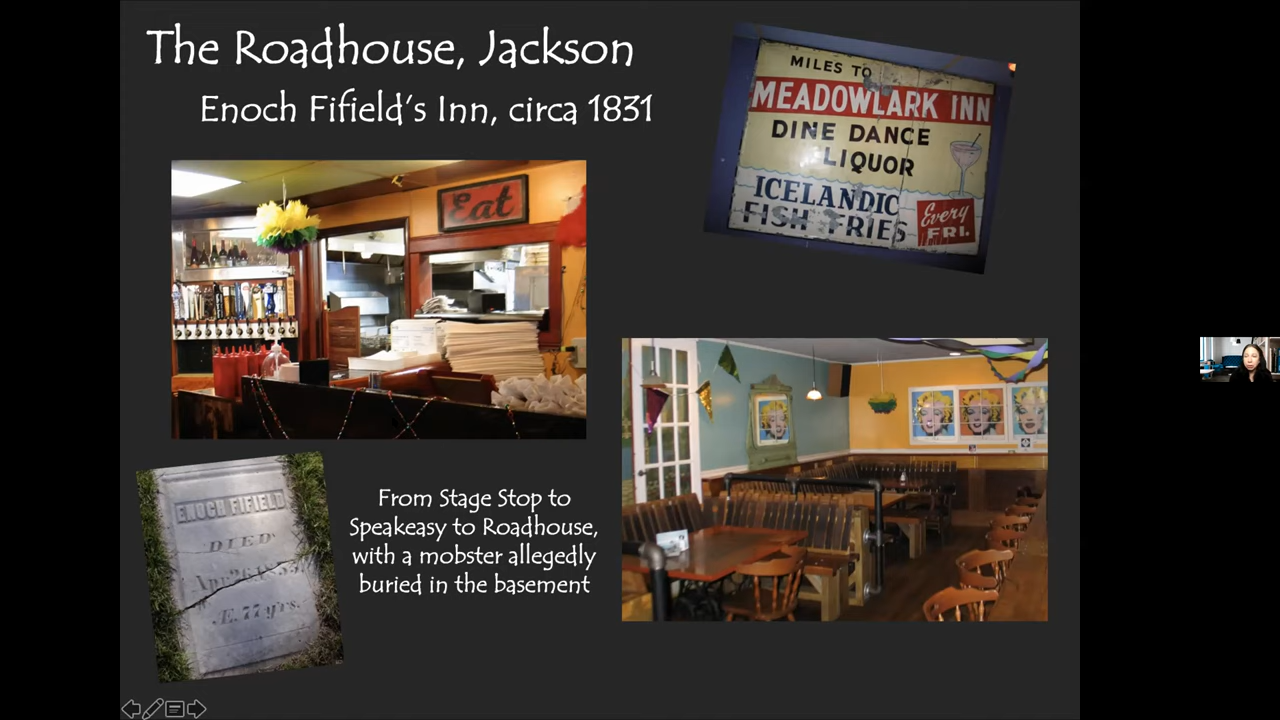 The Roadhouse, Jackson
Enoch Fifield's Inn, circa 1831
MILES TO
MEADOWLARK INN
DINE DANCE
LIQUOR
ICELANDIC
FISH FRIES
Every
FRI.
Eat
ENOCH FIFIELD
DIED
Æ. 77 y'rs.
From Stage Stop to
Speakeasy to Roadhouse,
with a mobster allegedly
buried in the basement